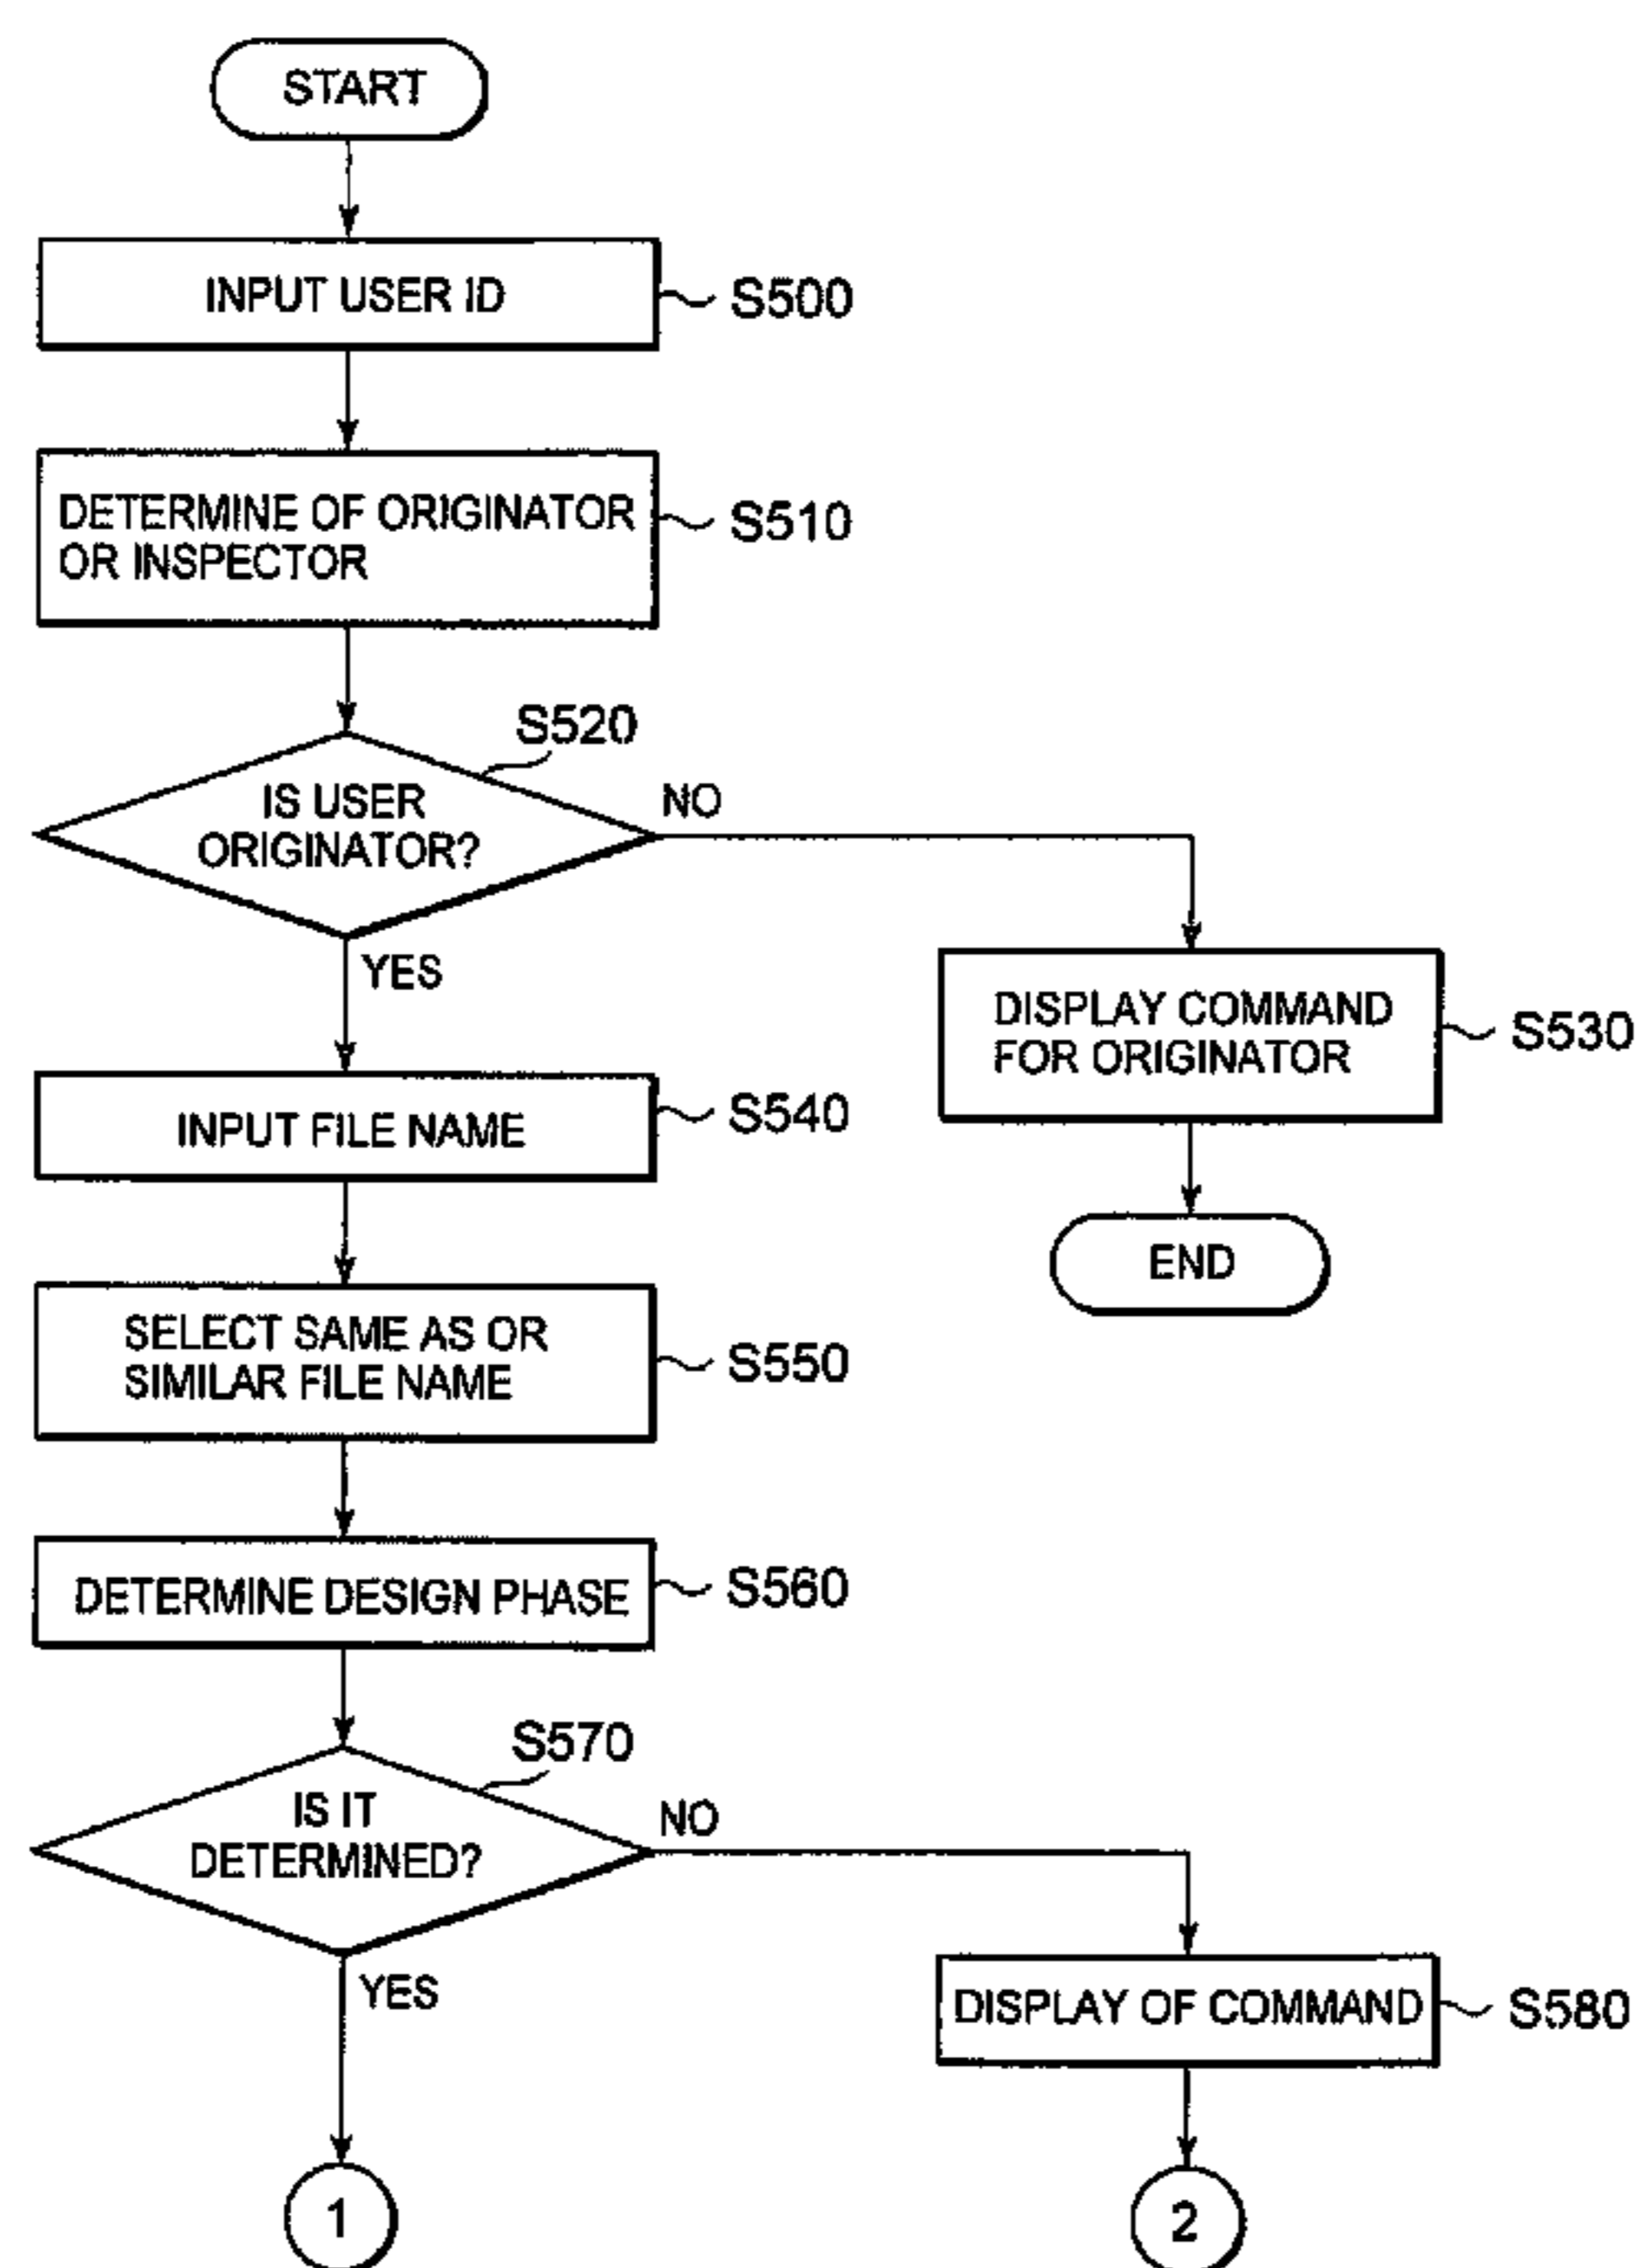 START
INPUT USER ID
S500
DETERMINE OF ORIGINATOR
OR INSPECTOR
S510
S520
IS USER
ORIGINATOR?
NO
YES
DISPLAY COMMAND
FOR ORIGINATOR
S530
INPUT FILE NAME
S540
END
SELECT SAME AS OR
SIMILAR FILE NAME
S550
DETERMINE DESIGN PHASE
S560
S570
IS IT
DETERMINED?
NO
YES
DISPLAY OF COMMAND
S580
1
2